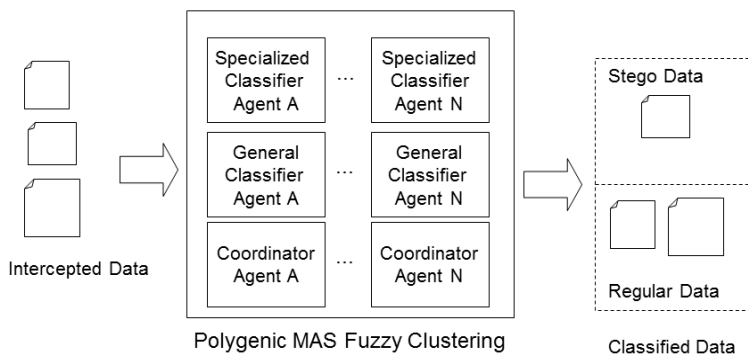 Specialized
Classifier
Agent A
...
Specialized
Classifier
Agent N
General
Classifier
Agent A
...
General
Classifier
Agent N
Coordinator
Agent A
...
Coordinator
Agent N
Intercepted Data
Polygenic MAS Fuzzy Clustering
Stego Data
Regular Data
Classified Data